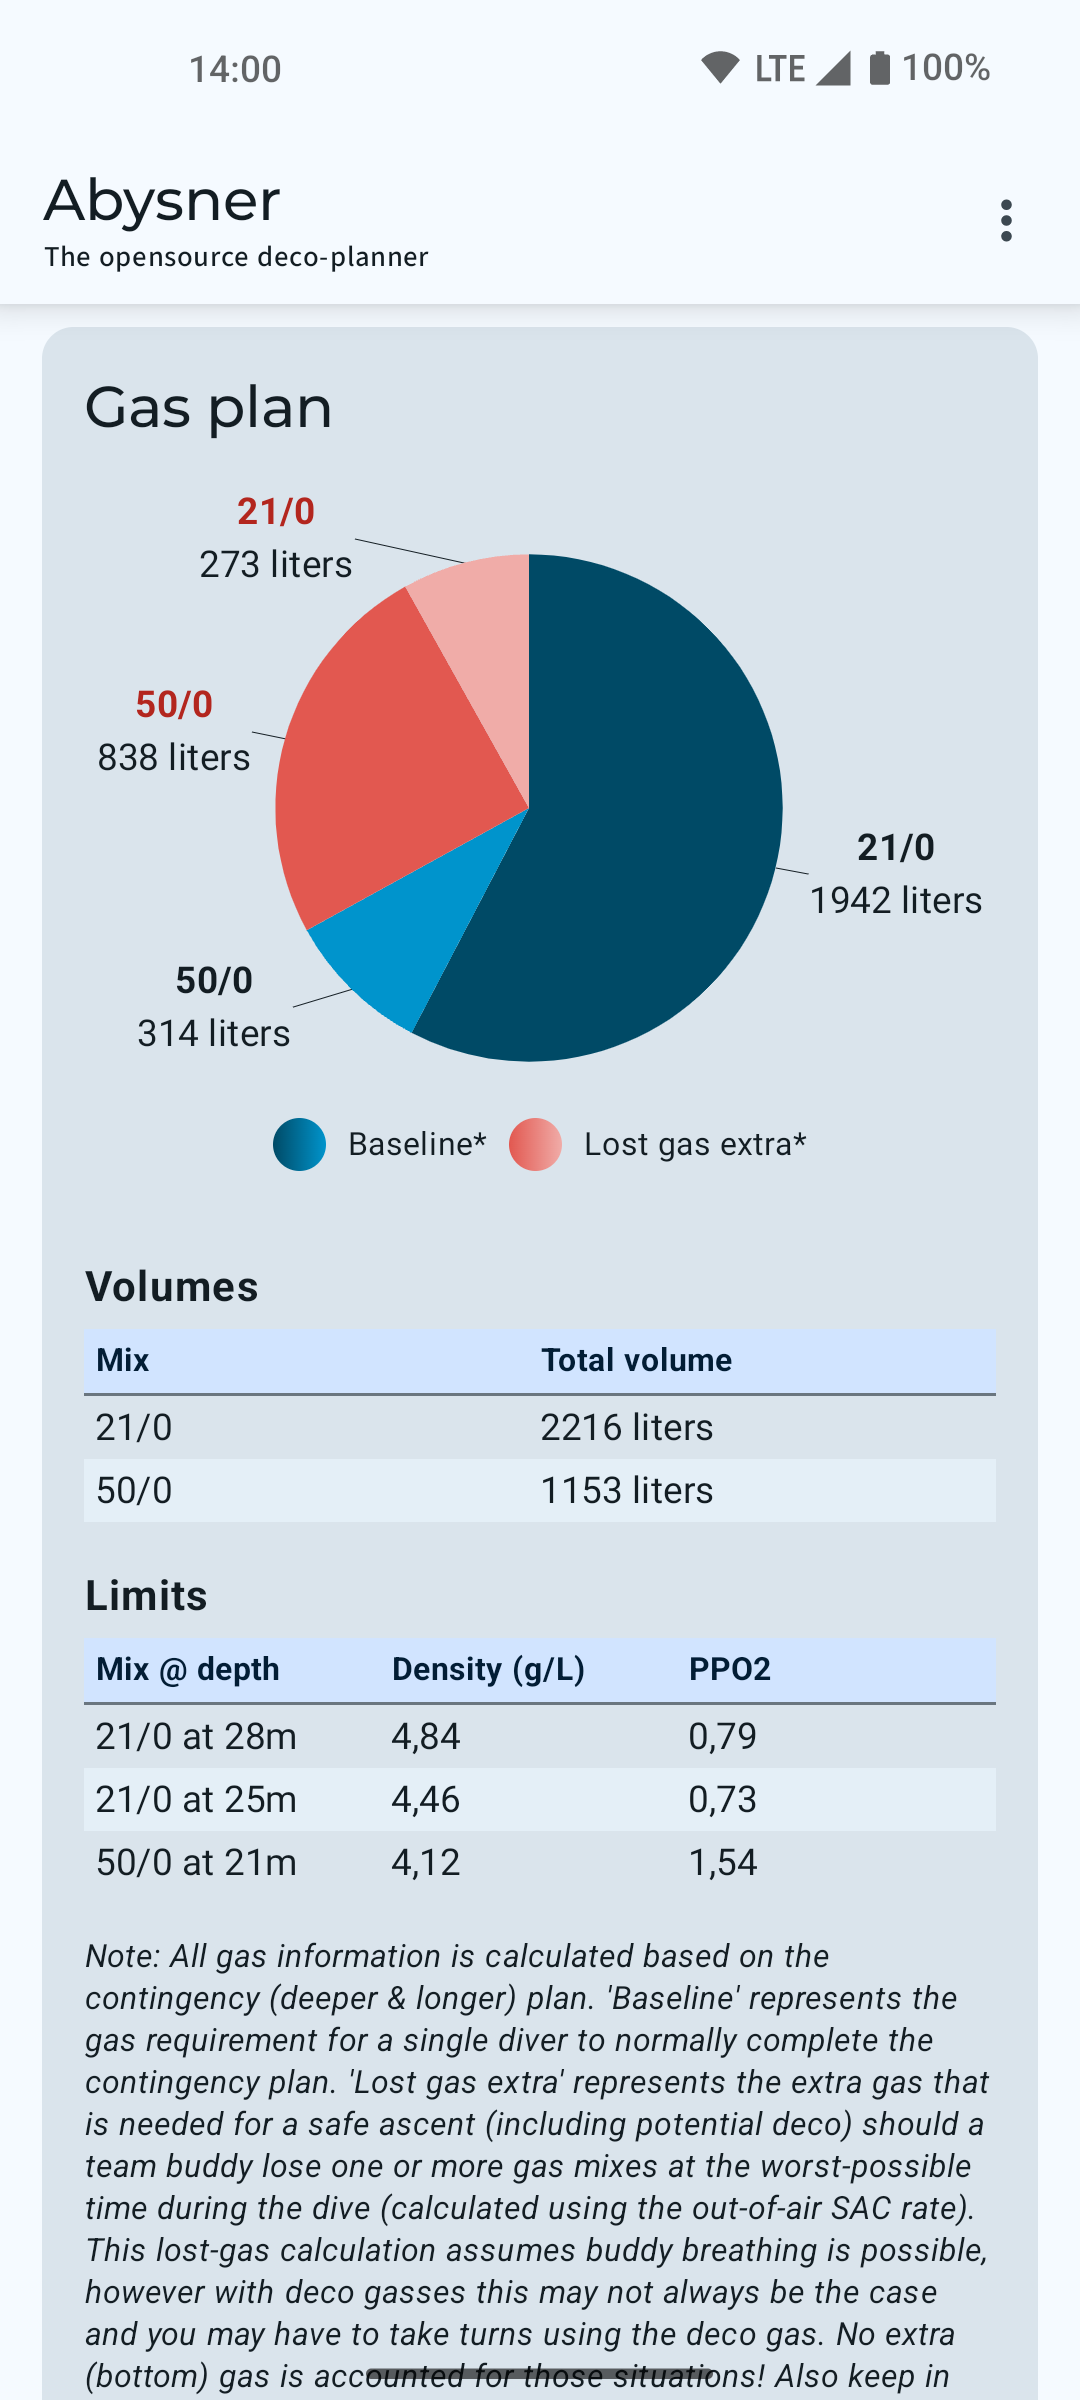 14:00 LTE 100%
Abysner
The opensource deco-planner
Gas plan
21/0
273 liters
50/0
838 liters
21/0
1942 liters
50/0
314 liters
Baseline* Lost gas extra*
Volumes
Mix Total volume
21/0 2216 liters
50/0 1153 liters
Limits
Mix @ depth Density (g/L) PPO2
21/0 at 28m 4,84 0,79
21/0 at 25m 4,46 0,73
50/0 at 21m 4,12 1,54
Note: All gas information is calculated based on the
contingency (deeper & longer) plan. 'Baseline' represents the
gas requirement for a single diver to normally complete the
contingency plan. 'Lost gas extra' represents the extra gas that
is needed for a safe ascent (including potential deco) should a
team buddy lose one or more gas mixes at the worst-possible
time during the dive (calculated using the out-of-air SAC rate).
This lost-gas calculation assumes buddy breathing is possible,
however with deco gasses this may not always be the case
and you may have to take turns using the deco gas. No extra
(bottom) gas is accounted for those situations! Also keep in